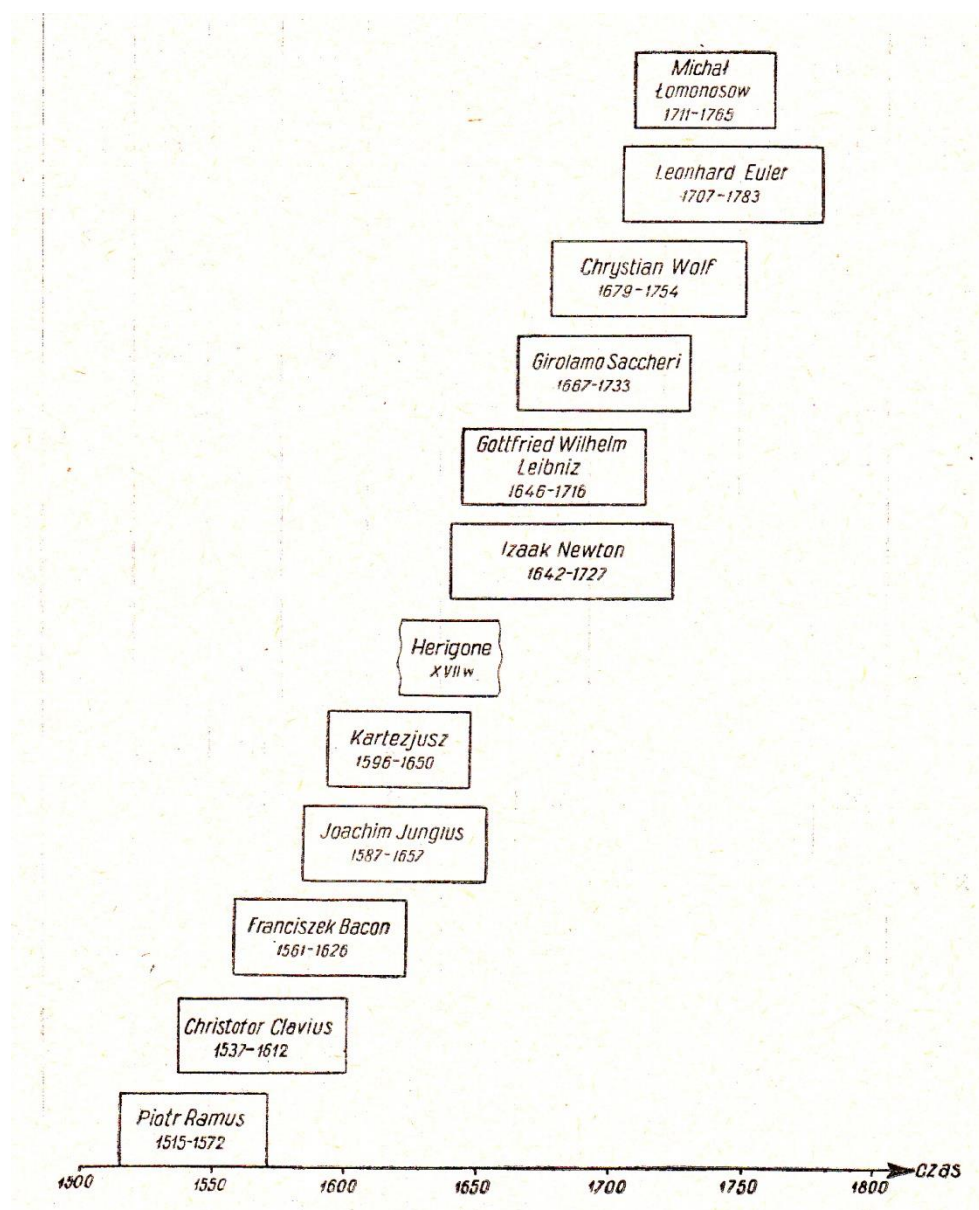 Michał
Łomonosow
1711-1765
Leonhard Euler
1707-1783
Chrystian Wolf
1679-1754
Girolamo Saccheri
1667-1733
Gottfried Wilhelm
Leibniz
1646-1716
Izaak Newton
1642-1727
Herigone
XVII w
Kartezjusz
1596-1650
Joachim Jungius
1587-1657
Franciszek Bacon
1561-1626
Christofor Clavius
1537-1612
Piotr Ramus
1515-1572
czas
1500 1550 1600 1650 1700 1750 1800